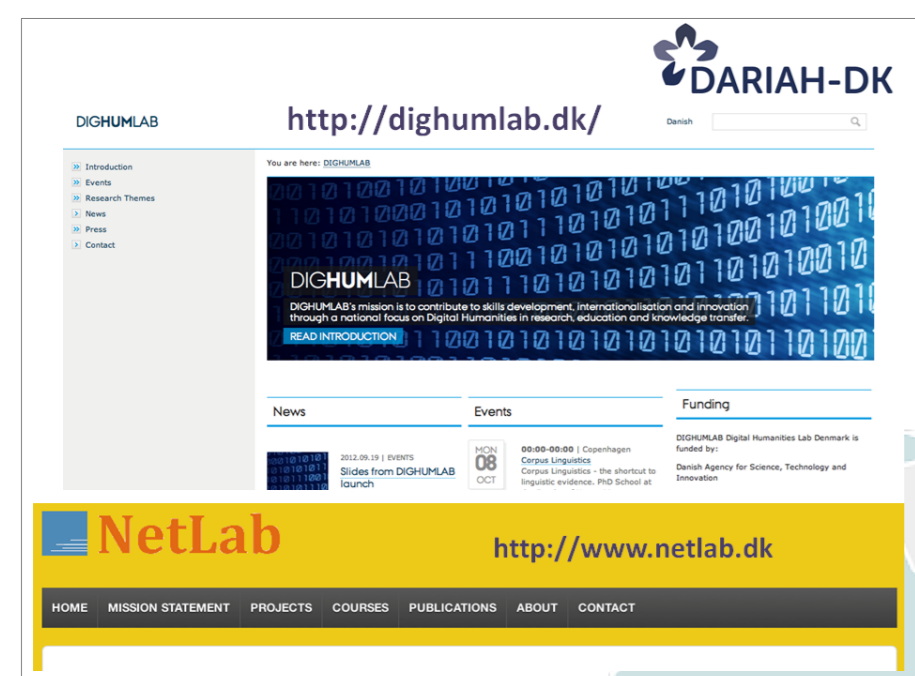 DARIAH-DK
DIGHUMLAB
http://dighumlab.dk/
Danish
Introduction
Events
Research Themes
News
Press
Contact
You are here: DIGHUMLAB
DIGHUMLAB
DIGHUMLAB's mission is to contribute to skills development, internationalisation and innovation
through a national focus on Digital Humanities in research, education and knowledge transfer.
READ INTRODUCTION
News
2012.09.19 | EVENTS
Slides from DIGHUMLAB
launch
Events
MON
08
OCT
00:00-00:00 | Copenhagen
Corpus Linguistics
Corpus Linguistics - the shortcut to
linguistic evidence. PhD School at
Funding
DIGHUMLAB Digital Humanities Lab Denmark is
funded by:
Danish Agency for Science, Technology and
Innovation
NetLab
http://www.netlab.dk
HOME MISSION STATEMENT PROJECTS COURSES PUBLICATIONS ABOUT CONTACT